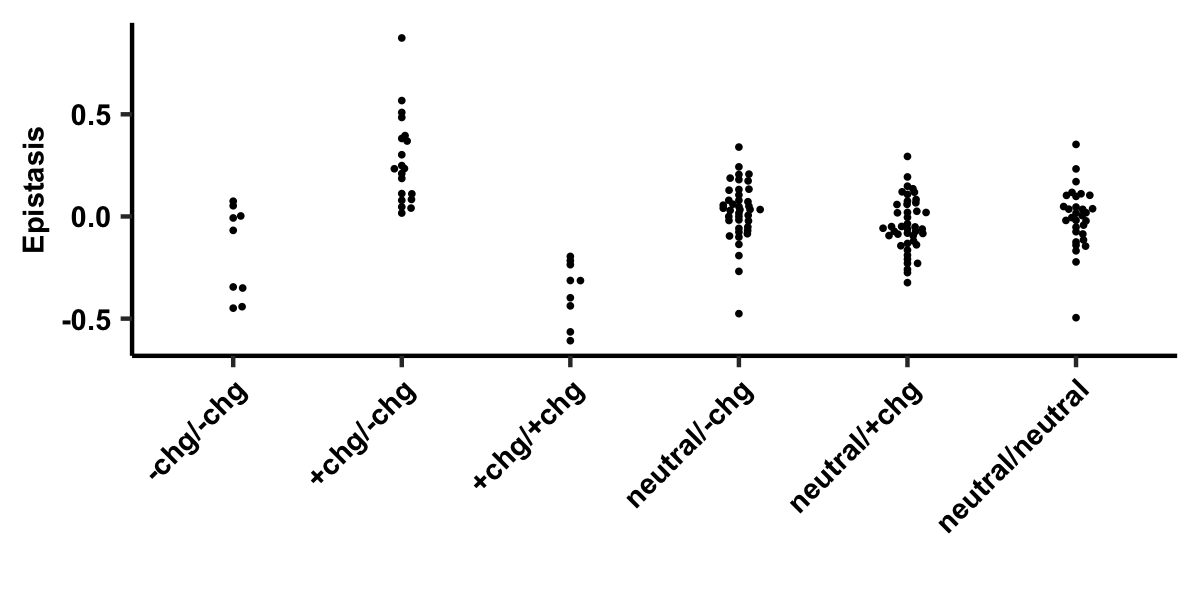 Epistasis
0.5
0.0
-0.5
-chg/-chg
+chg/-chg
+chg/+chg
neutral/-chg
neutral/+chg
neutral/neutral